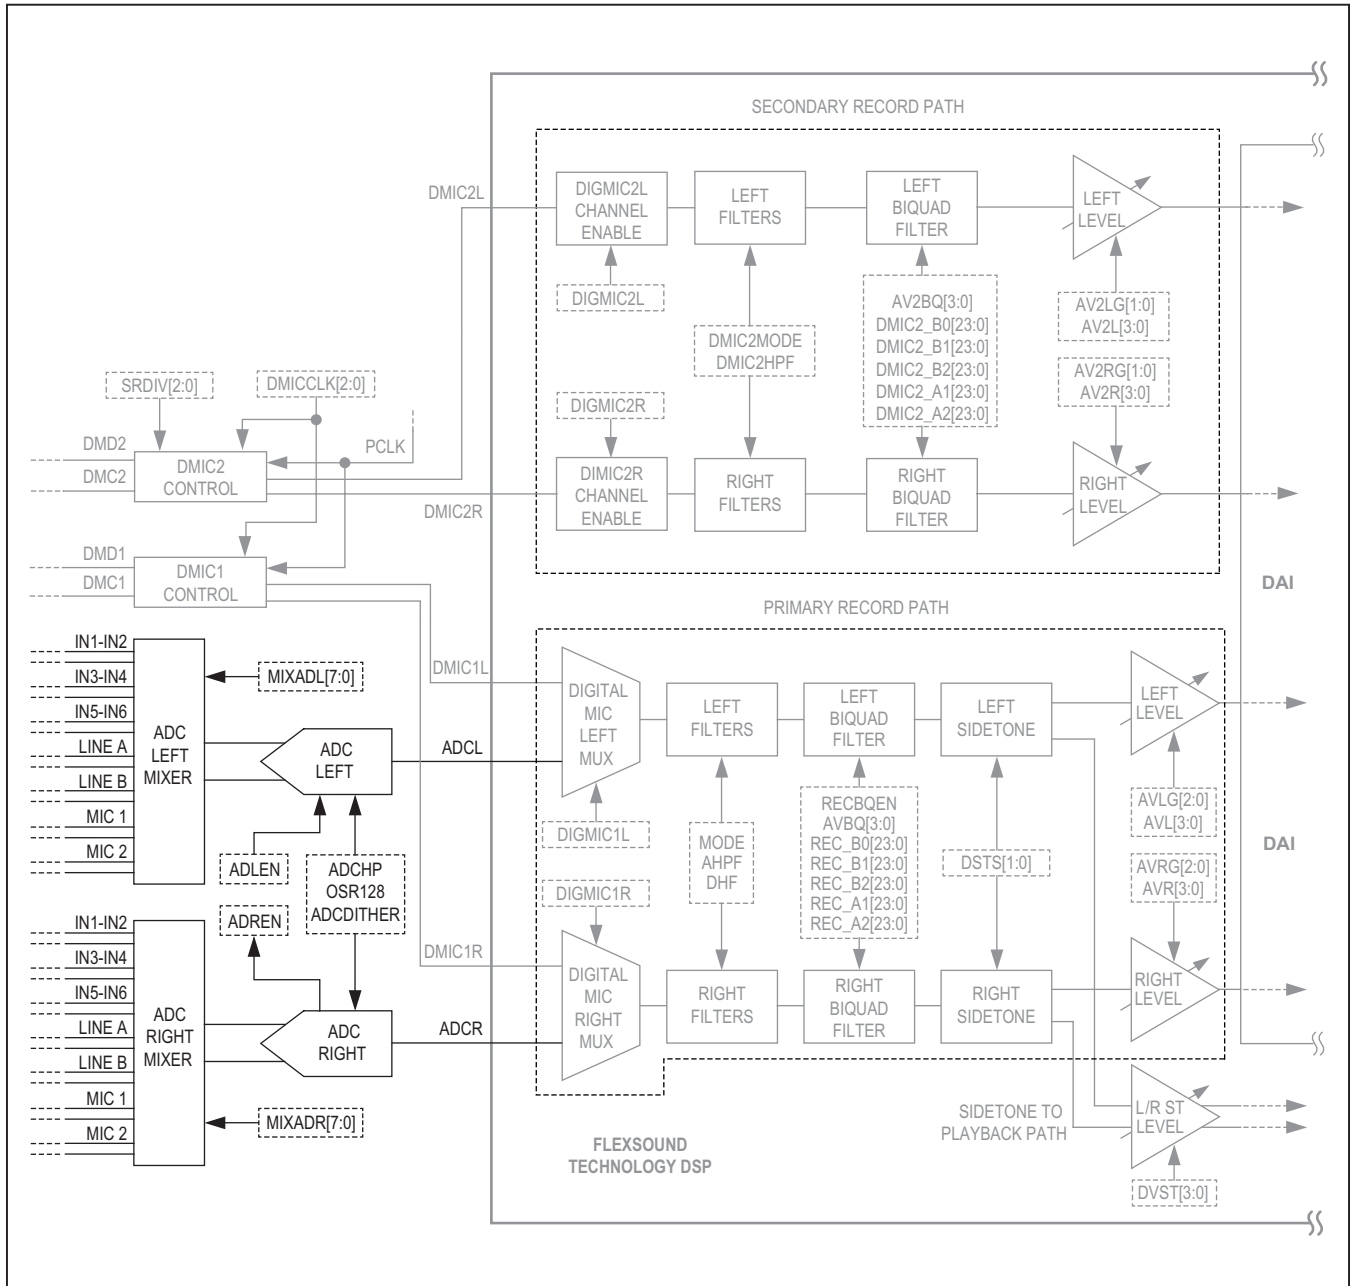 SECONDARY RECORD PATH
DMIC2L
DIGMIC2L
CHANNEL
ENABLE
LEFT
FILTERS
LEFT
BIQUAD
FILTER
LEFT
LEVEL
DIGMIC2L
DMIC2MODE
DMIC2HPF
AV2BQ[3:0]
DMIC2_B0[23:0]
DMIC2_B1[23:0]
DMIC2_B2[23:0]
DMIC2_A1[23:0]
DMIC2_A2[23:0]
AV2LG[1:0]
AV2L[3:0]
AV2RG[1:0]
AV2R[3:0]
SRDIV[2:0]
DMICCLK[2:0]
DIGMIC2R
DMD2
DMC2
DMIC2
CONTROL
PCLK
DMIC2R
DIMIC2R
CHANNEL
ENABLE
RIGHT
FILTERS
RIGHT
BIQUAD
FILTER
RIGHT
LEVEL
DMD1
DMC1
DMIC1
CONTROL
DAI
PRIMARY RECORD PATH
IN1-IN2
IN3-IN4
IN5-IN6
LINE A
LINE B
MIC 1
MIC 2
ADC
LEFT
MIXER
MIXADL[7:0]
ADC
LEFT
ADCL
DMIC1L
DIGITAL
MIC
LEFT
MUX
LEFT
FILTERS
LEFT
BIQUAD
FILTER
LEFT
SIDETONE
LEFT
LEVEL
ADLEN
ADCHP
OSR128
ADCDITHER
ADREN
DIGMIC1L
DIGMIC1R
MODE
AHPF
DHF
RECBQEN
AVBQ[3:0]
REC_B0[23:0]
REC_B1[23:0]
REC_B2[23:0]
REC_A1[23:0]
REC_A2[23:0]
DSTS[1:0]
AVLG[2:0]
AVL[3:0]
AVRG[2:0]
AVR[3:0]
DAI
IN1-IN2
IN3-IN4
IN5-IN6
LINE A
LINE B
MIC 1
MIC 2
ADC
RIGHT
MIXER
MIXADR[7:0]
ADC
RIGHT
ADCR
DMIC1R
DIGITAL
MIC
RIGHT
MUX
RIGHT
FILTERS
RIGHT
BIQUAD
FILTER
RIGHT
SIDETONE
RIGHT
LEVEL
SIDETONE TO
PLAYBACK PATH
L/R ST
LEVEL
DVST[3:0]
FLEXSOUND
TECHNOLOGY DSP